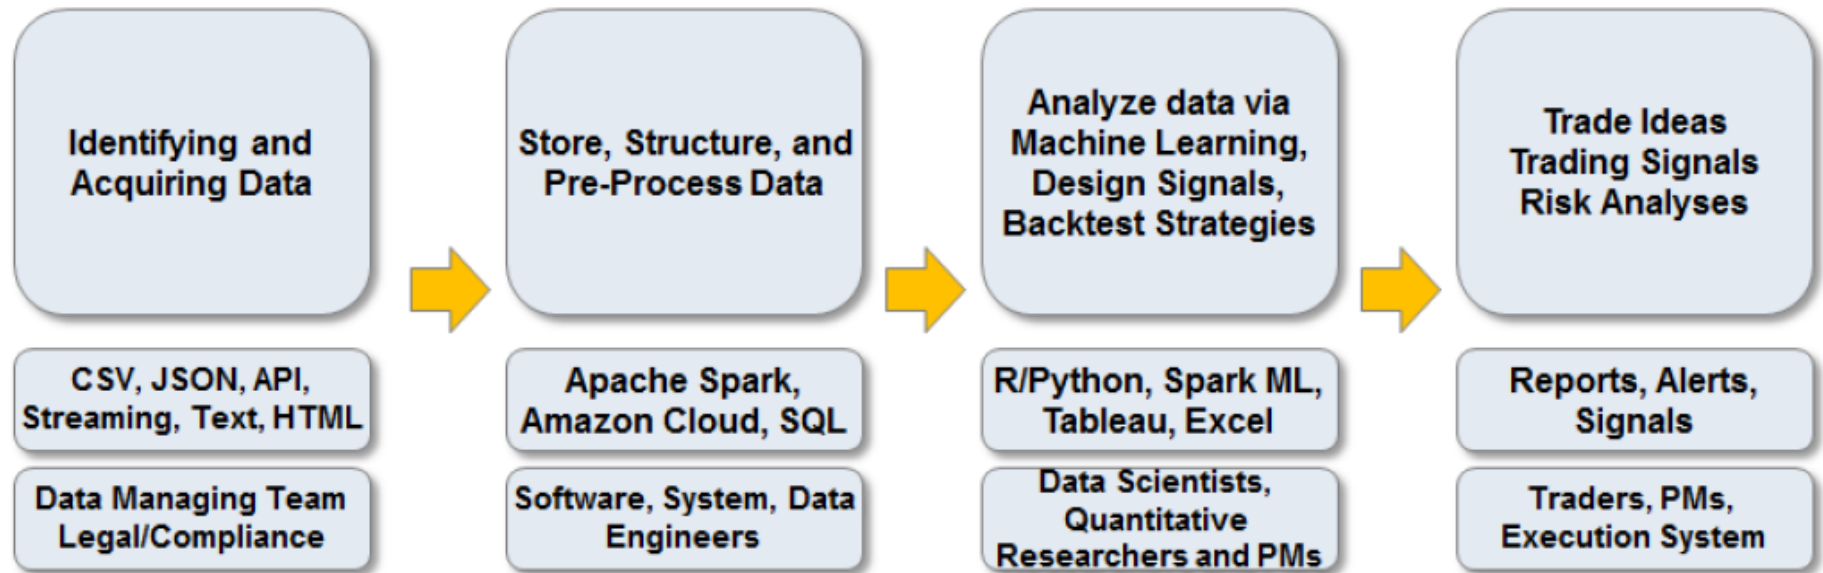 Identifying and
Acquiring Data
Store, Structure, and
Pre-Process Data
Analyze data via
Machine Learning,
Design Signals,
Backtest Strategies
Trade Ideas
Trading Signals
Risk Analyses
CSV, JSON, API,
Streaming, Text, HTML
Apache Spark,
Amazon Cloud, SQL
R/Python, Spark ML,
Tableau, Excel
Reports, Alerts,
Signals
Data Managing Team
Legal/Compliance
Software, System, Data
Engineers
Data Scientists,
Quantitative
Researchers and PMs
Traders, PMs,
Execution System